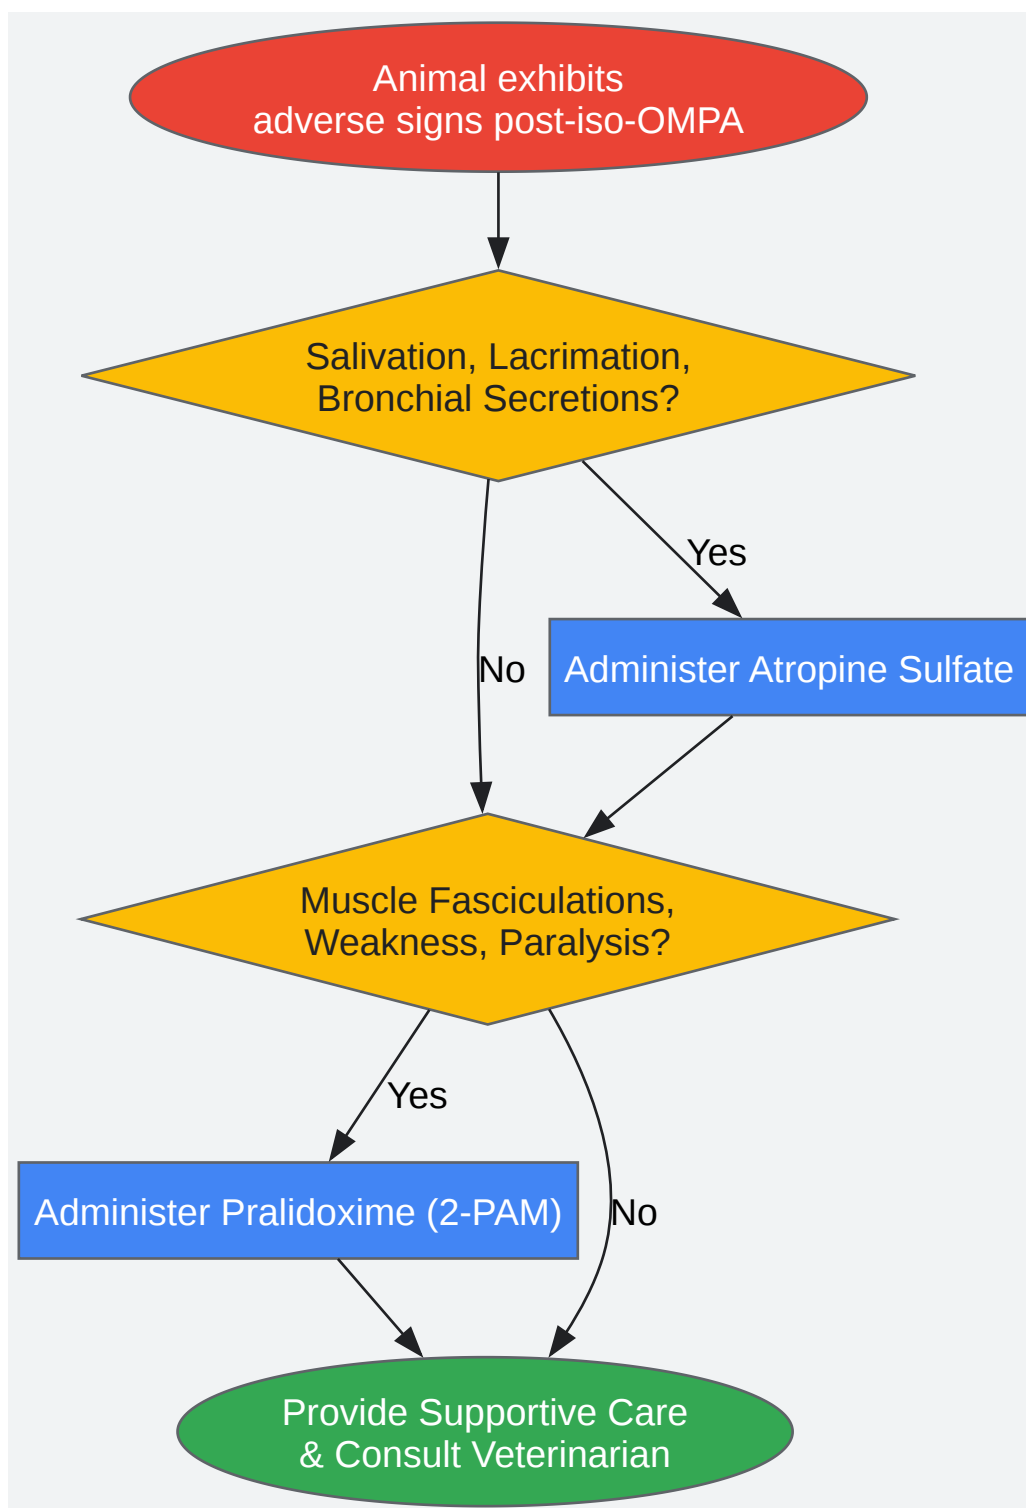 Animal exhibits
adverse signs post-iso-OMPA
Salivation, Lacrimation,
Bronchial Secretions?
Yes
No
Administer Atropine Sulfate
Muscle Fasciculations,
Weakness, Paralysis?
Yes
Administer Pralidoxime (2-PAM)
No
Provide Supportive Care
& Consult Veterinarian